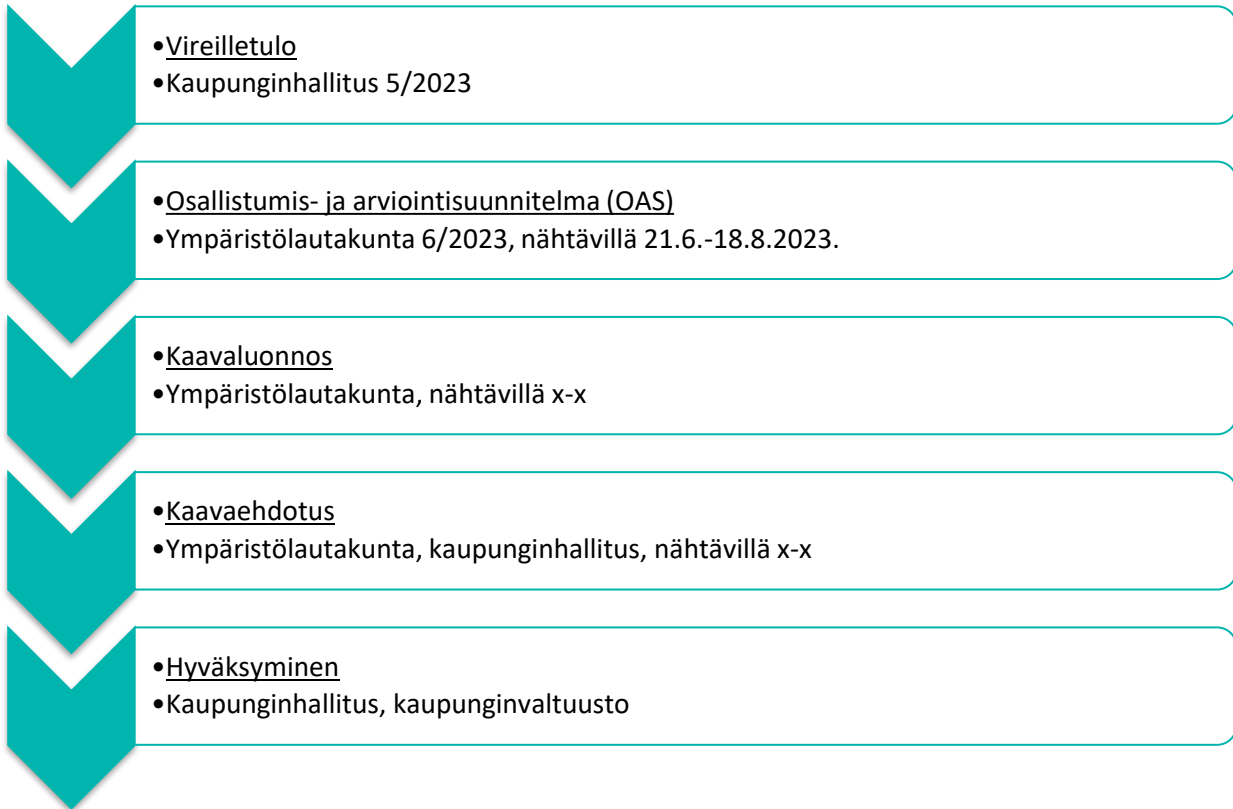 •Vireilletulo
•Kaupunginhallitus 5/2023
•Osallistumis- ja arviointisuunnitelma (OAS)
•Ympäristölautakunta 6/2023, nähtävillä 21.6.-18.8.2023.
•Kaavaluonnos
•Ympäristölautakunta, nähtävillä x-x
•Kaavaehdotus
•Ympäristölautakunta, kaupunginhallitus, nähtävillä x-x
•Hyväksyminen
•Kaupunginhallitus, kaupunginvaltuusto